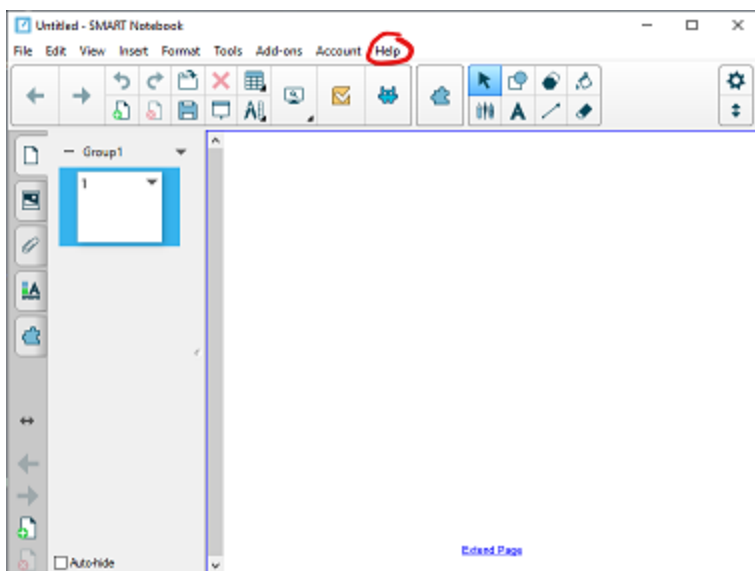 Untitled - SMART Notebook
File Edit View Insert Format Tools Add-ons Account Help
Group1
1
Extend Page
Auto-hide